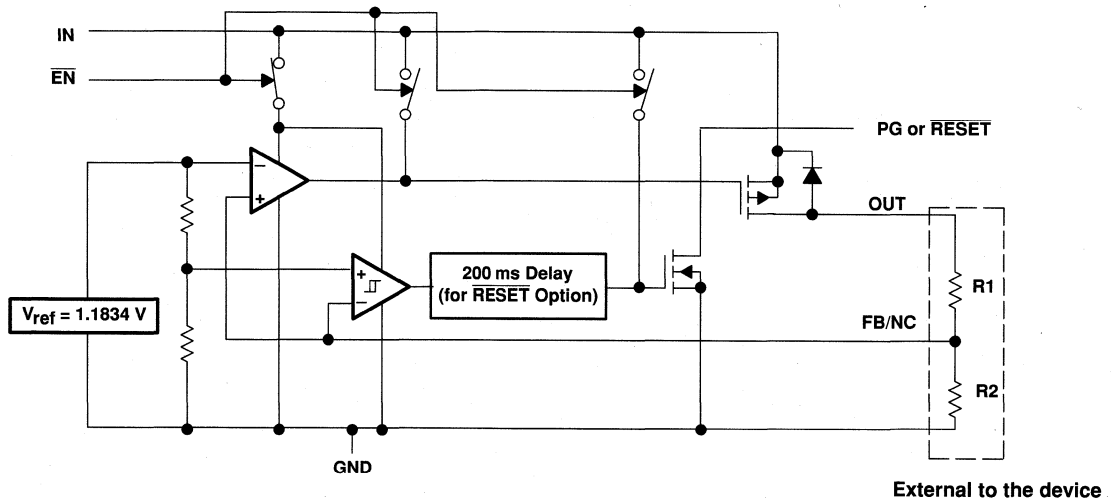 IN
EN
PG or RESET
OUT
− 
+
+
−
200 ms Delay
(for RESET Option)
R1
Vref = 1.1834 V
FB/NC
R2
GND
External to the device